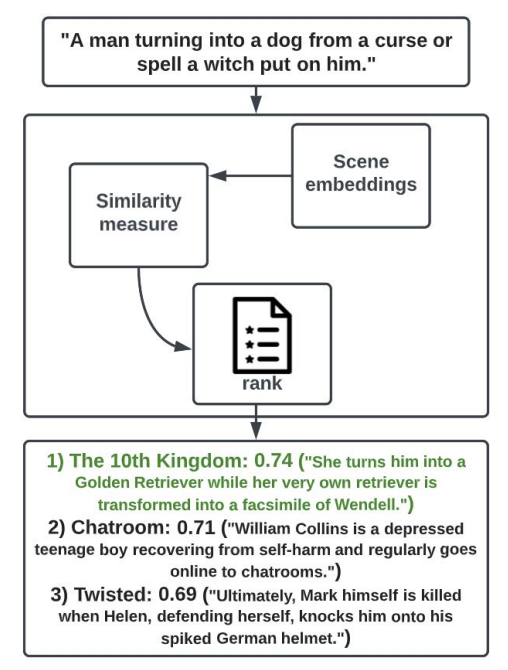 "A man turning into a dog from a curse or
spell a witch put on him."
Scene
embeddings
Similarity
measure
rank
1) The 10th Kingdom: 0.74 ("She turns him into a
Golden Retriever while her very own retriever is
transformed into a facsimile of Wendell.")
2) Chatroom: 0.71 ("William Collins is a depressed
teenage boy recovering from self-harm and regularly goes
online to chatrooms.")
3) Twisted: 0.69 ("Ultimately, Mark himself is killed
when Helen, defending herself, knocks him onto his
spiked German helmet.")